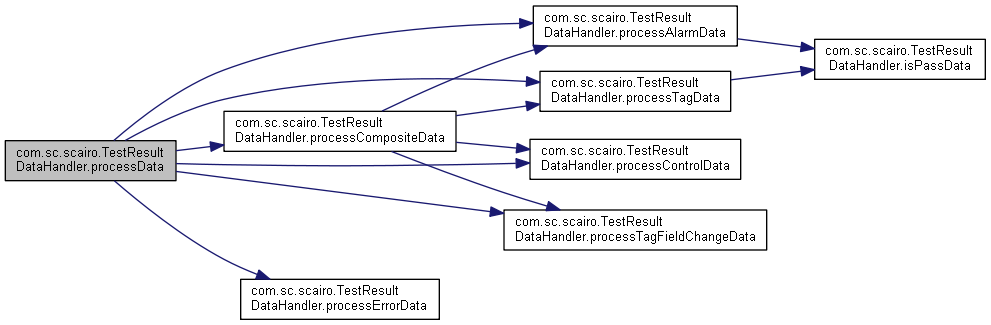 com.sc.scairo.TestResult
DataHandler.processAlarmData
com.sc.scairo.TestResult
DataHandler.isPassData
com.sc.scairo.TestResult
DataHandler.processTagData
com.sc.scairo.TestResult
DataHandler.processCompositeData
com.sc.scairo.TestResult
DataHandler.processData
com.sc.scairo.TestResult
DataHandler.processControlData
com.sc.scairo.TestResult
DataHandler.processTagFieldChangeData
com.sc.scairo.TestResult
DataHandler.processErrorData